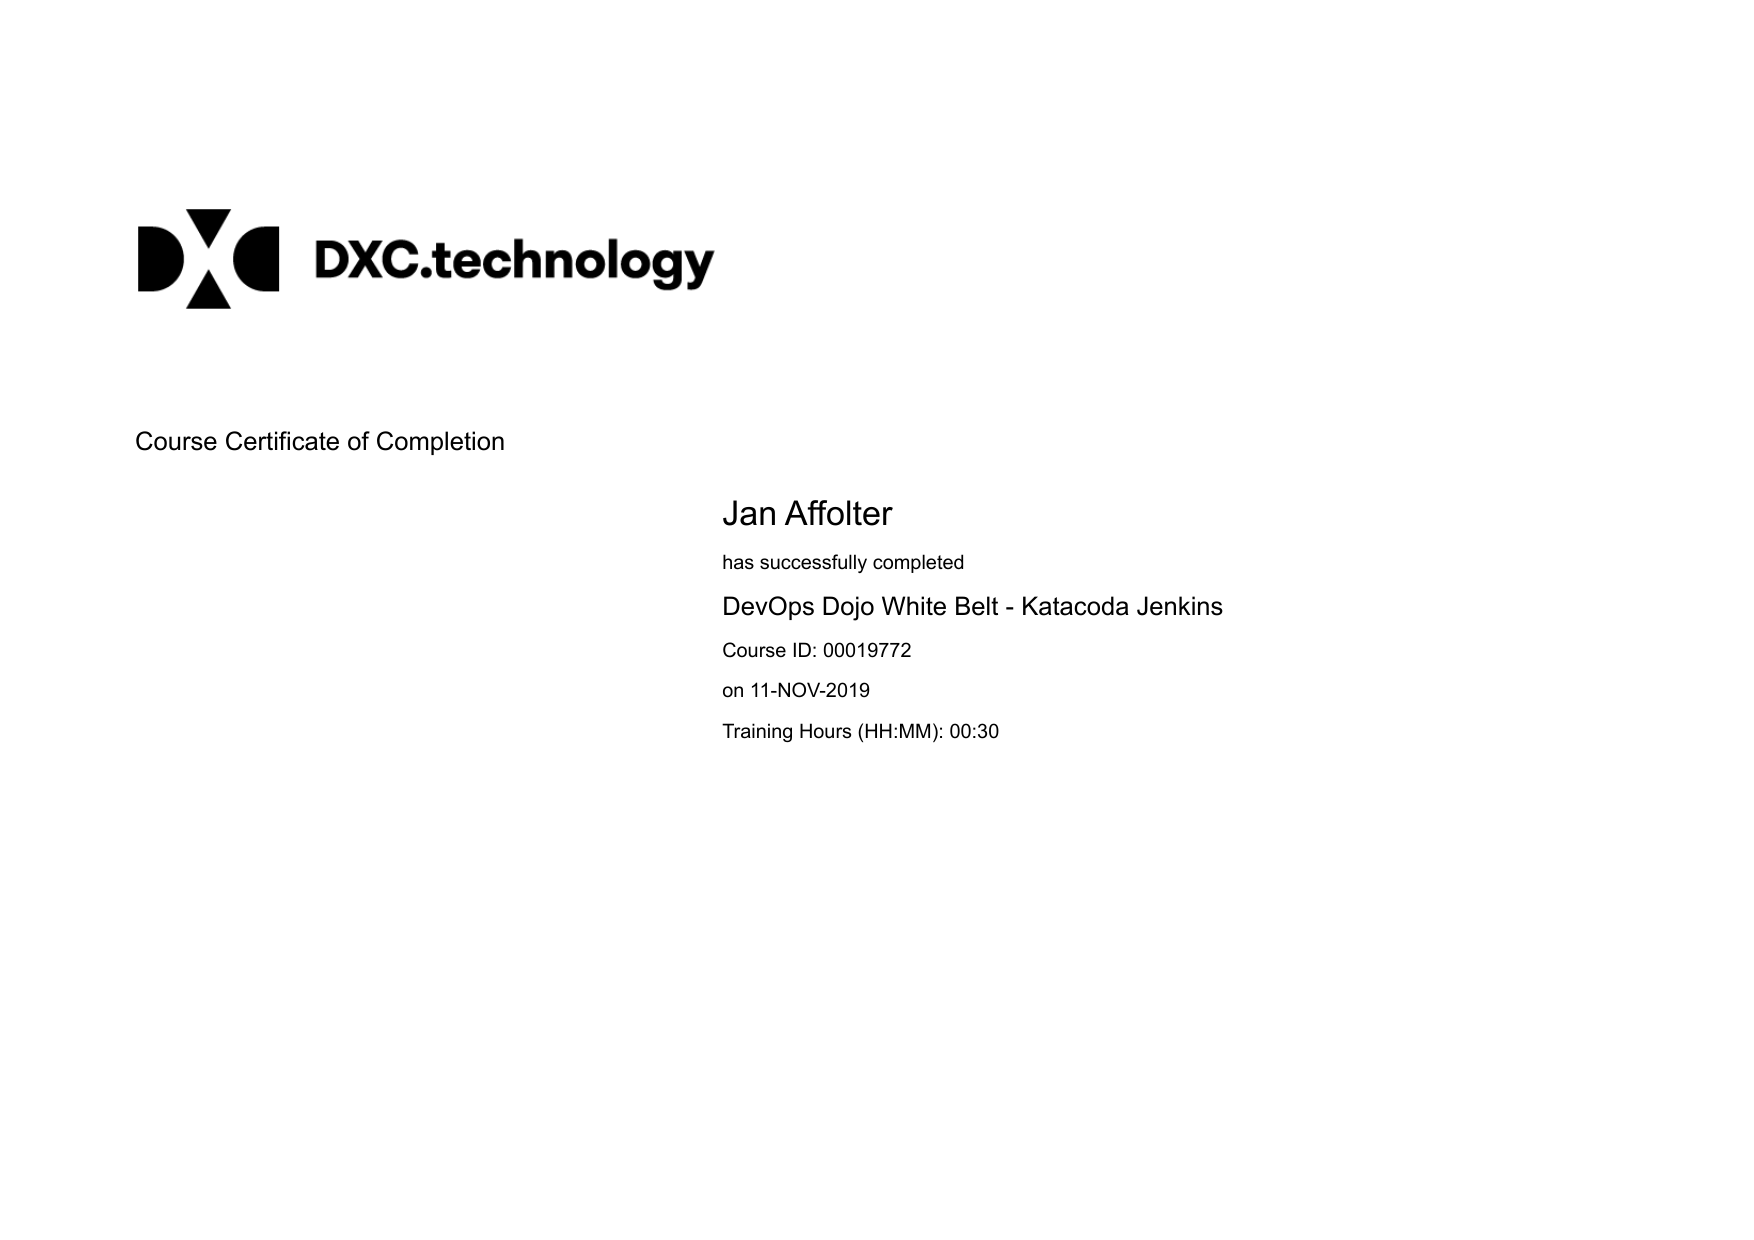 DXC.technology
Course Certificate of Completion
Jan Affolter
has successfully completed
DevOps Dojo White Belt - Katacoda Jenkins
Course ID: 00019772
on 11-NOV-2019
Training Hours (HH:MM): 00:30